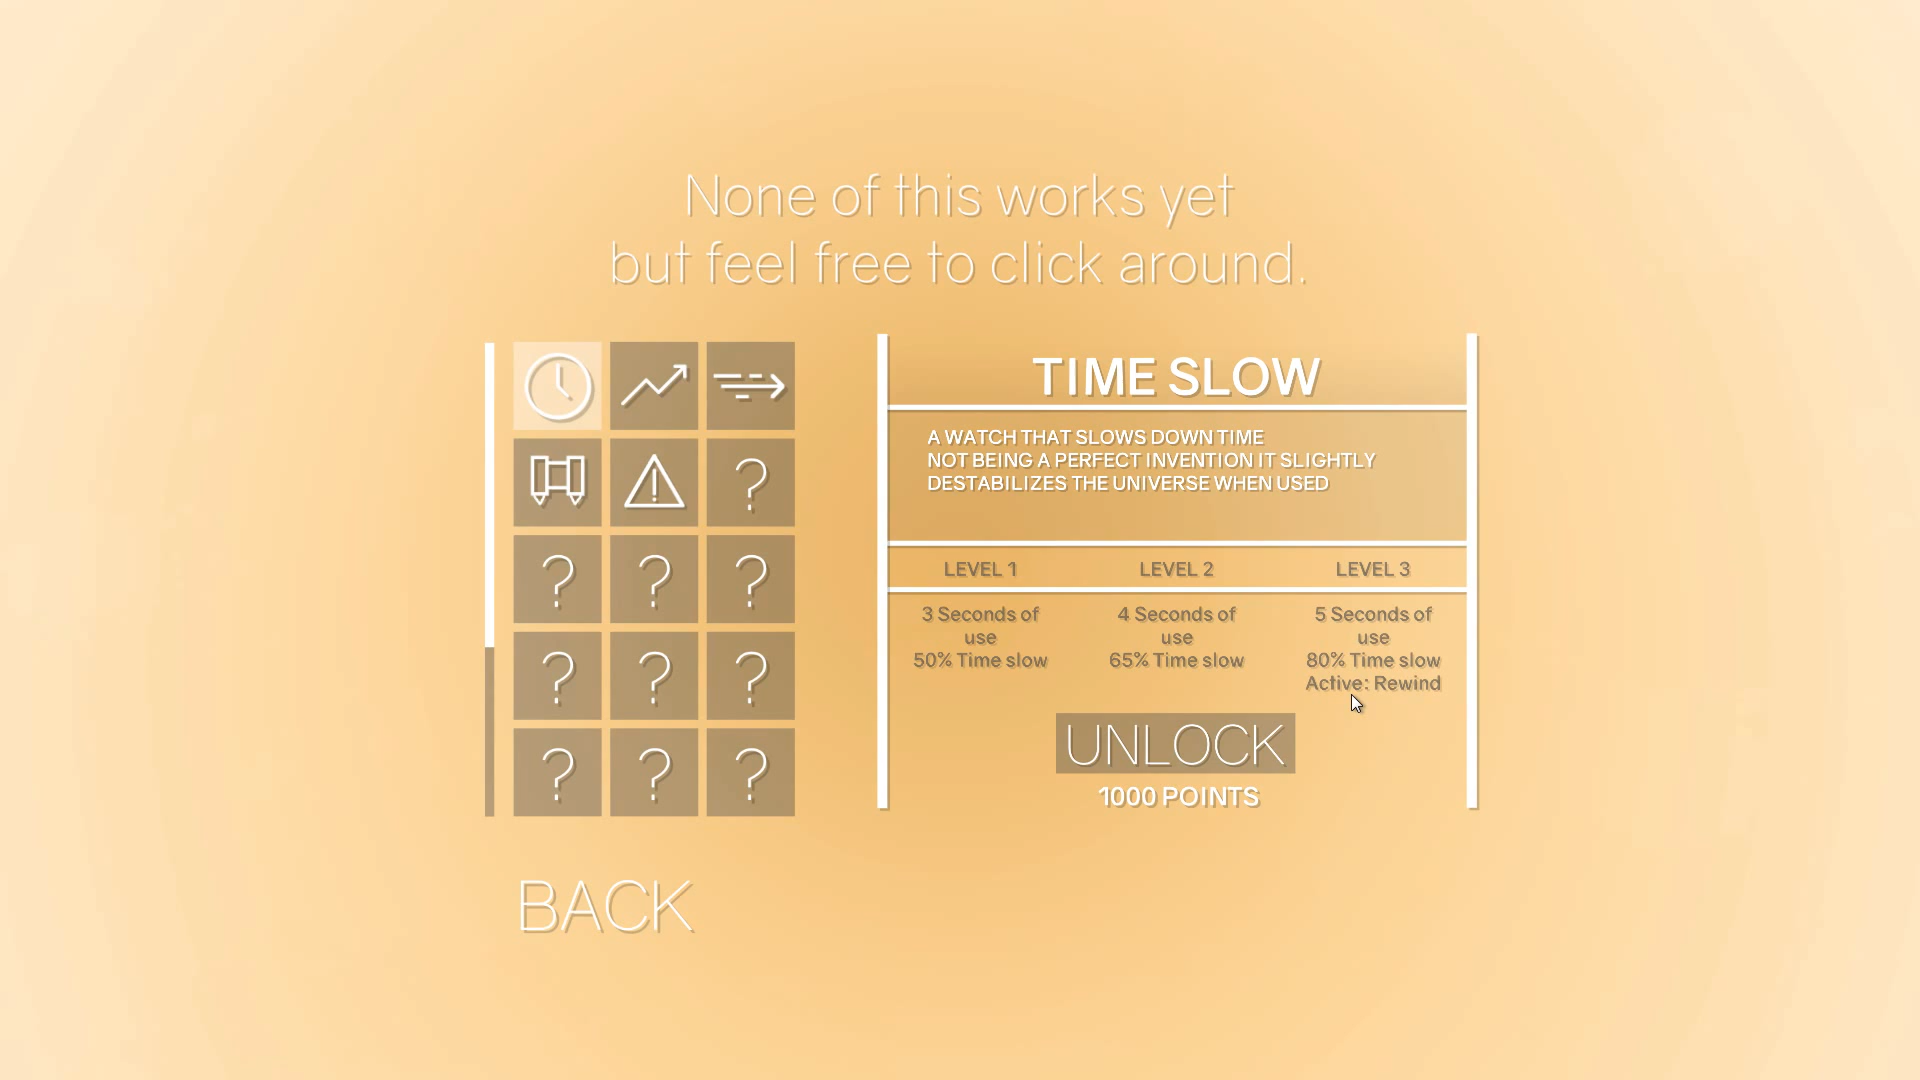 None of this works yet
but feel free to click around.
TIME SLOW
A WATCH THAT SLOWS DOWN TIME
NOT BEING A PERFECT INVENTION IT SLIGHTLY
DESTABILIZES THE UNIVERSE WHEN USED
?
? ? ?
? ? ?
? ? ?
LEVEL 1 LEVEL 2 LEVEL 3
3 Seconds of
use
50% Time slow
4 Seconds of
use
65% Time slow
5 Seconds of
use
80% Time slow
Active: Rewind
UNLOCK
1000 POINTS
BACK